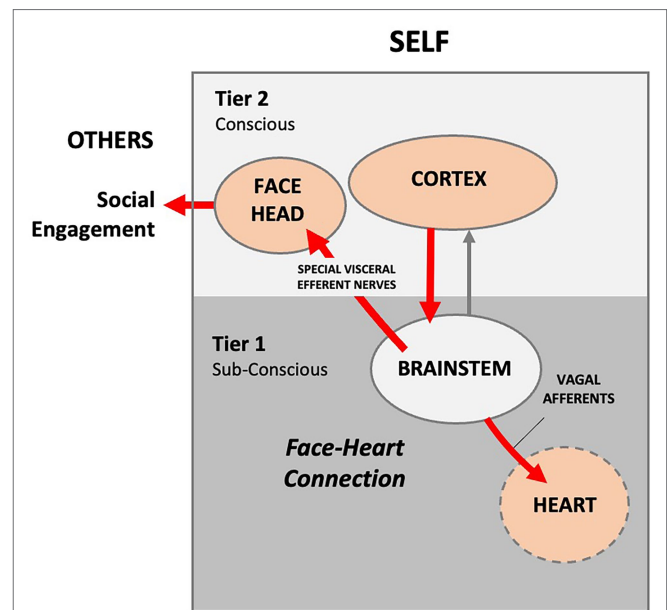 SELF
Tier 2
Conscious
OTHERS
Social
Engagement
FACE
HEAD
CORTEX
SPECIAL VISCERAL
EFFERENT NERVES
Tier 1
Sub-Conscious
BRAINSTEM
VAGAL
AFFERENTS
Face-Heart
Connection
HEART